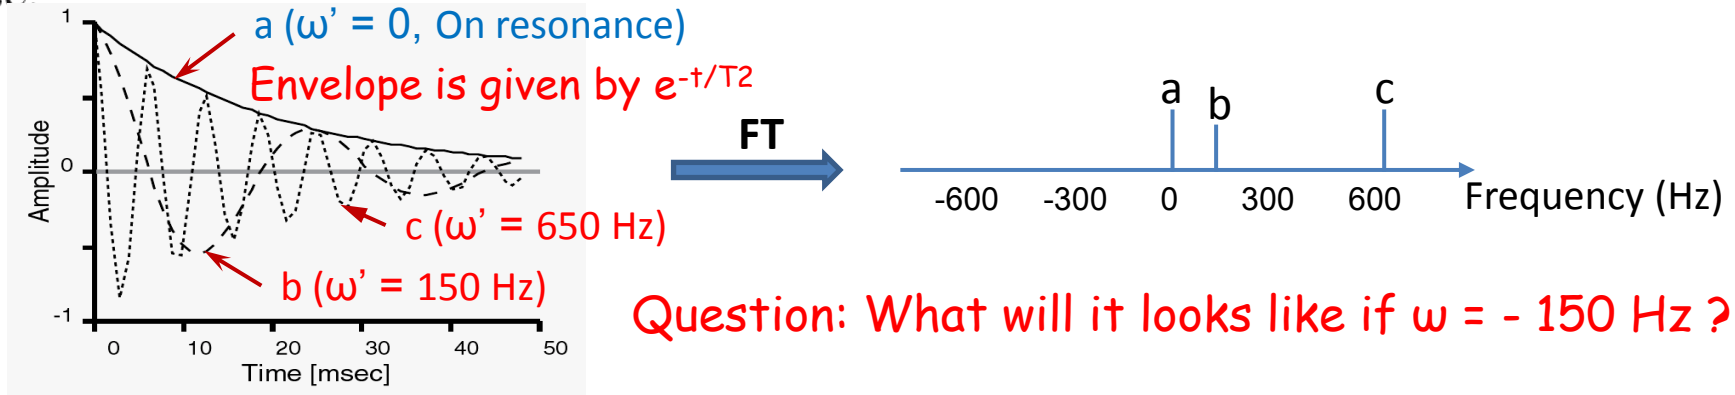 1
0
-1
Amplitude
0 10 20 30 40 50
Time [msec]
a (ω' = 0, On resonance)
Envelope is given by e-t/T2
c (ω' = 650 Hz)
b (ω' = 150 Hz)
FT
a b c
-600 -300 0 300 600 Frequency (Hz)
Question: What will it looks like if ω = - 150 Hz ?